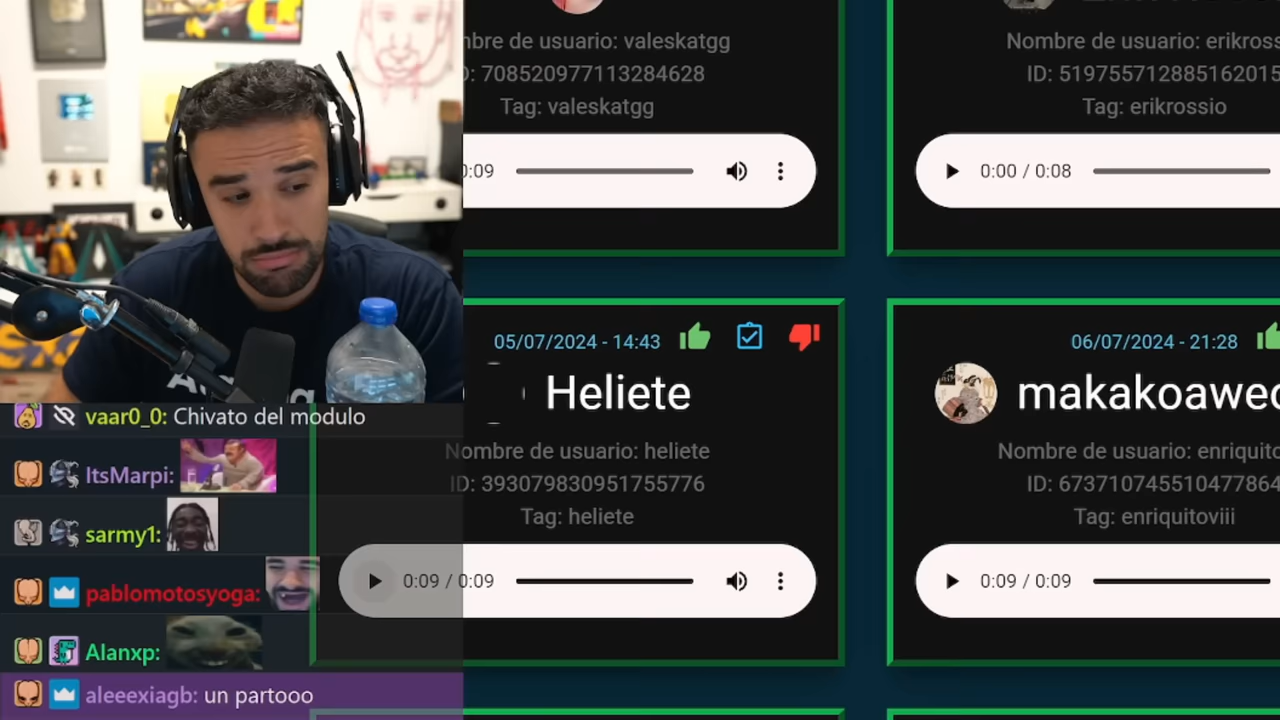 Nombre de usuario: valeskatgg
ID: 708520977113284628
Tag: valeskatgg
0:09
Nombre de usuario: erikross
ID: 519755712885162015
Tag: erikrossio
0:00 / 0:08
05/07/2024 - 14:43
Heliete
Nombre de usuario: heliete
ID: 393079830951755776
Tag: heliete
0:09 / 0:09
06/07/2024 - 21:28
makakoawec
Nombre de usuario: enriquito
ID: 673710745510477864
Tag: enriquitoviii
0:09 / 0:09
vaar0_0: Chivato del modulo
ItsMarpi:
sarmy1:
pablomotosyoga:
Alanxp:
aleeexiagb: un partooo